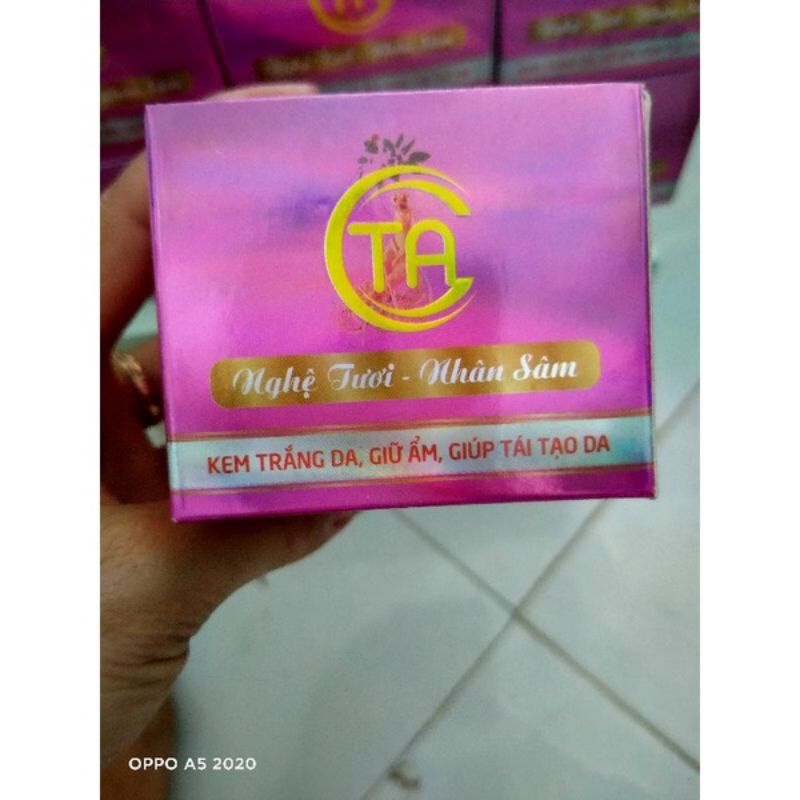 TA
Nghệ Tươi - Nhân Sâm
KEM TRẮNG DA, GIỮ ẨM, GIÚP TÁI TẠO DA
OPPO A5 2020